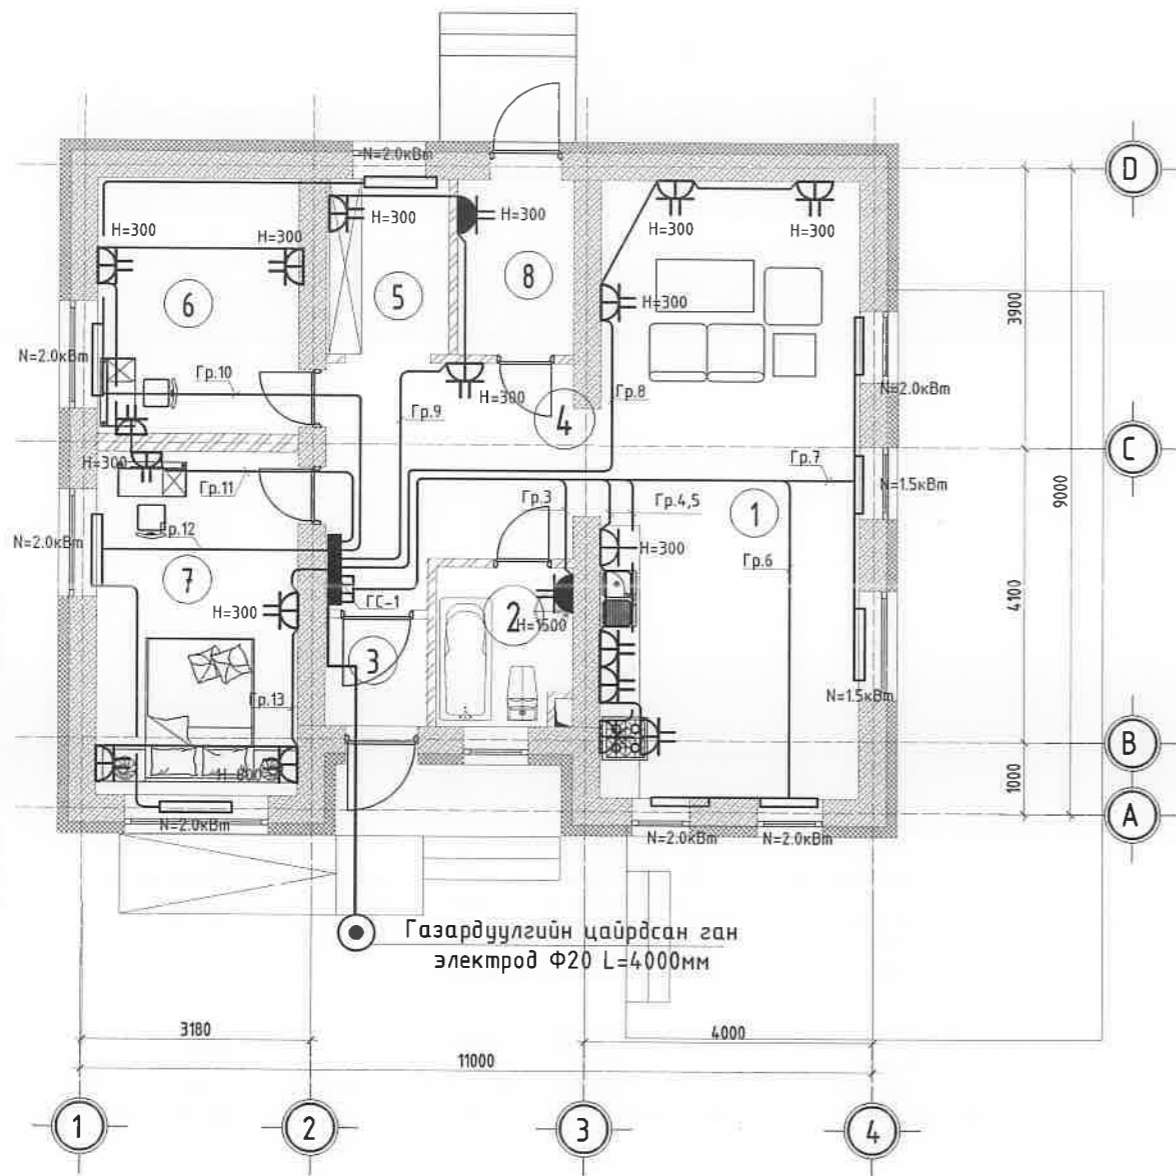 N=2.0кВт
D
H=300
H=300
H=300
H=300
H=300
H=300
8
5
6
H=300
3900
N=2.0кВт
N=2.0кВт
Гр.10
Гр.8
H=300
Гр.9
4
C
H=300
Гр.7
9000
Гр.11
N=1.5кВт
Гр.3
Гр.4,5
1
Гр.12
N=2.0кВт
H=300
Гр.6
7
ГС-1
4100
H=300
2
H=1500
3
N=1.5кВт
Гр.13
B
H=800
1000
A
N=2.0кВт
N=2.0кВт
N=2.0кВт
Газардуулгийн цайрдсан ган
электрод Ф20 L=4000мм
3180
4000
11000
1
2
3
4